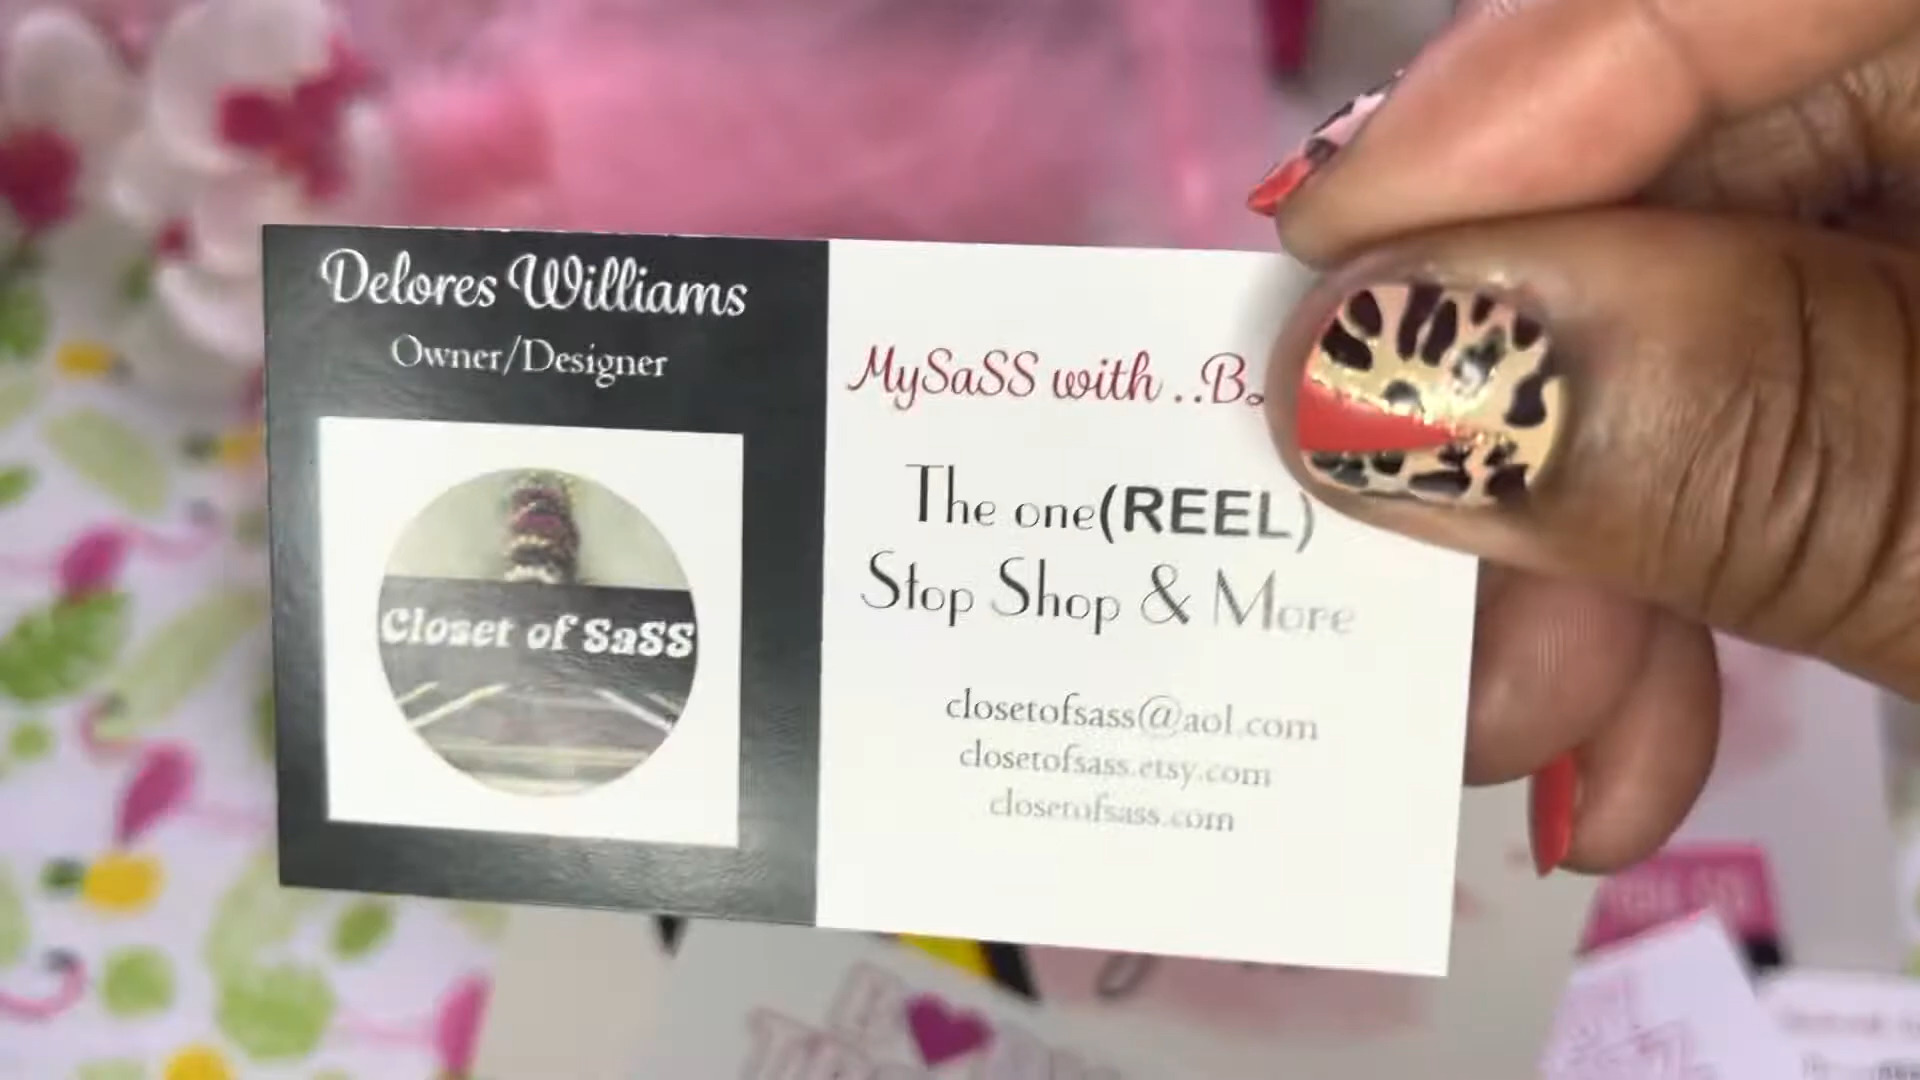 Delores Williams
Owner/Designer
Closet of SaSS
MySaSS with ..B.
The one(REEL)
Stop Shop & More
closetofsass@aol.com
closetofsass.etsy.com
closetofsass.com